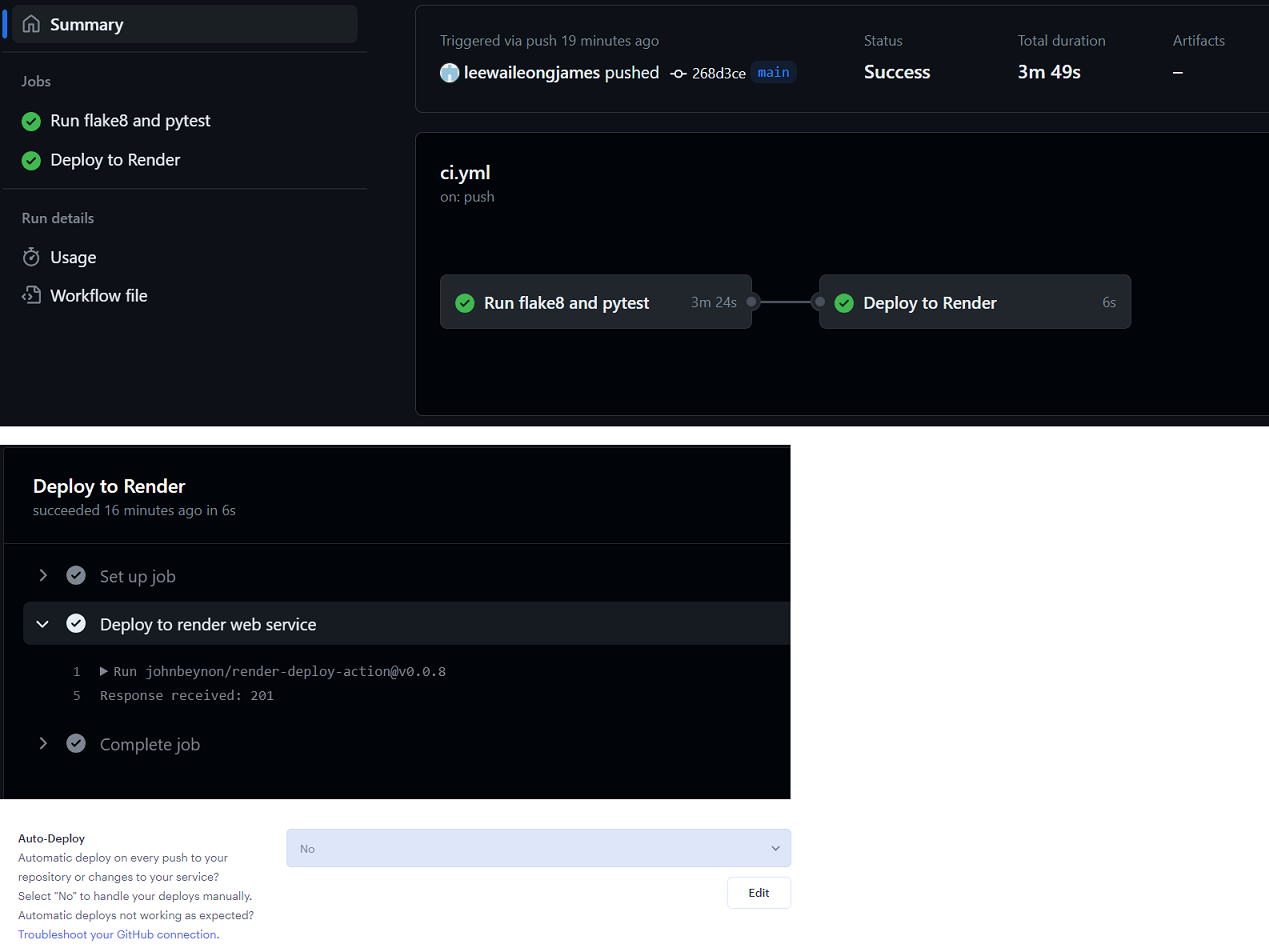 Summary
Jobs
Run flake8 and pytest
Deploy to Render
Run details
Usage
Workflow file
Triggered via push 19 minutes ago
leewaileongjames pushed 268d3ce main
Status
Success
Total duration
3m 49s
Artifacts
–
ci.yml
on: push
Run flake8 and pytest 3m 24s
Deploy to Render 6s
Deploy to Render
succeeded 16 minutes ago in 6s
Set up job
Deploy to render web service
1 Run johnbeynon/render-deploy-action@v0.0.8
5 Response received: 201
Complete job
Auto-Deploy
Automatic deploy on every push to your
repository or changes to your service?
Select "No" to handle your deploys manually.
Automatic deploys not working as expected?
Troubleshoot your GitHub connection.
No
Edit